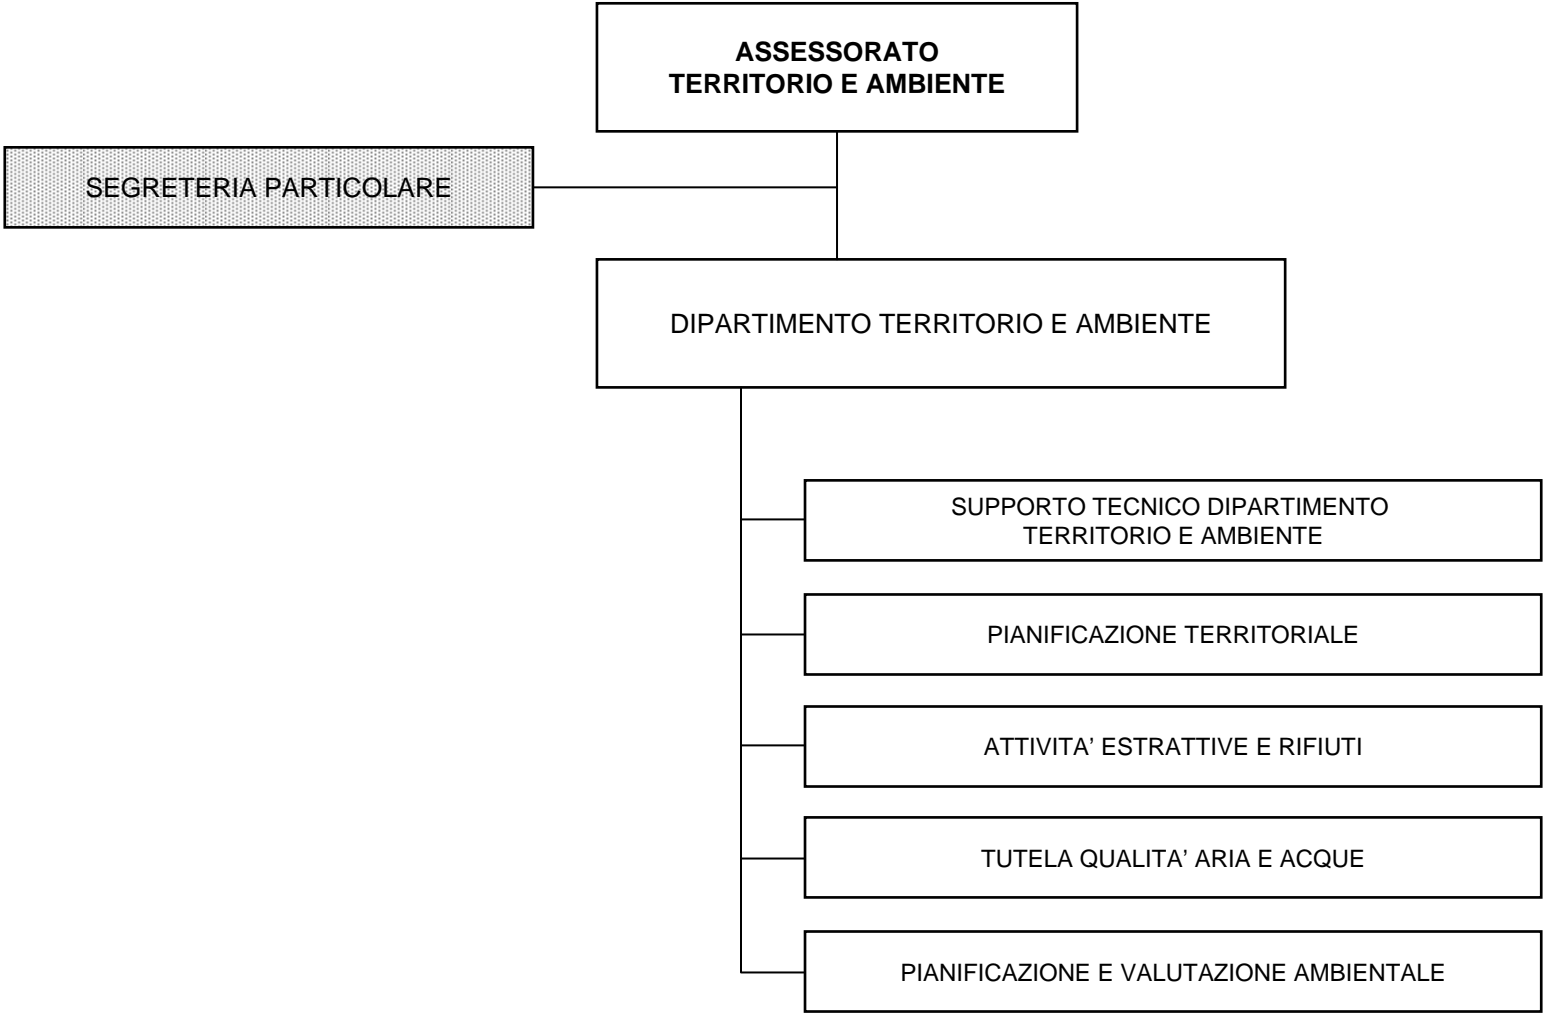 ASSESSORATO
TERRITORIO E AMBIENTE
SEGRETERIA PARTICOLARE
DIPARTIMENTO TERRITORIO E AMBIENTE
SUPPORTO TECNICO DIPARTIMENTO
TERRITORIO E AMBIENTE
PIANIFICAZIONE TERRITORIALE
ATTIVITA’ ESTRATTIVE E RIFIUTI
TUTELA QUALITA’ ARIA E ACQUE
PIANIFICAZIONE E VALUTAZIONE AMBIENTALE